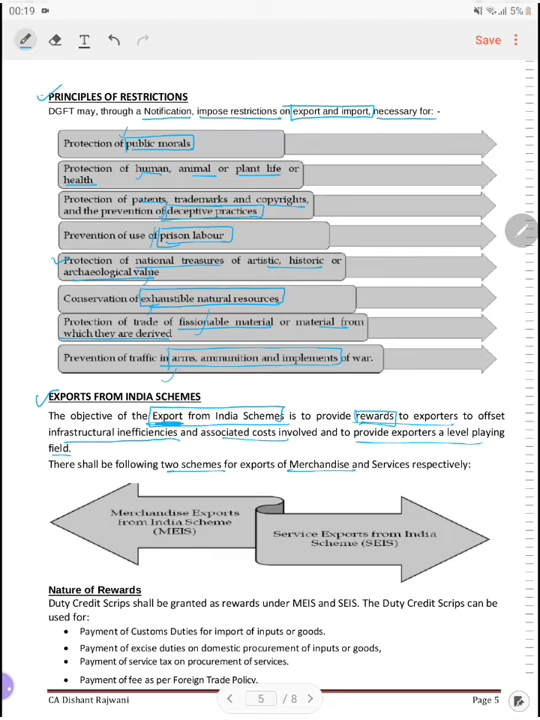 00:19
5%
Save
PRINCIPLES OF RESTRICTIONS
DGFT may, through a Notification, impose restrictions on export and import, necessary for: -
Protection of public morals
Protection of human, animal or plant life or
health
Protection of patents, trademarks and copyrights,
and the prevention of deceptive practices
Prevention of use of prison labour
Protection of national treasures of artistic, historic or
archaeological value
Conservation of exhaustible natural resources
Protection of trade of fissionable material or material from
which they are derived
Prevention of traffic in arms, ammunition and implements of war.
EXPORTS FROM INDIA SCHEMES
The objective of the Export from India Schemes is to provide rewards to exporters to offset
infrastructural inefficiencies and associated costs involved and to provide exporters a level playing
field.
There shall be following two schemes for exports of Merchandise and Services respectively:
Merchandise Exports
from India Scheme
(MEIS)
Service Exports from India
Scheme (SEIS)
Nature of Rewards
Duty Credit Scrips shall be granted as rewards under MEIS and SEIS. The Duty Credit Scrips can be
used for:
• Payment of Customs Duties for import of inputs or goods.
• Payment of excise duties on domestic procurement of inputs or goods,
• Payment of service tax on procurement of services.
• Payment of fee as per Foreign Trade Policy.
CA Dishant Rajwani
5 / 8
Page 5